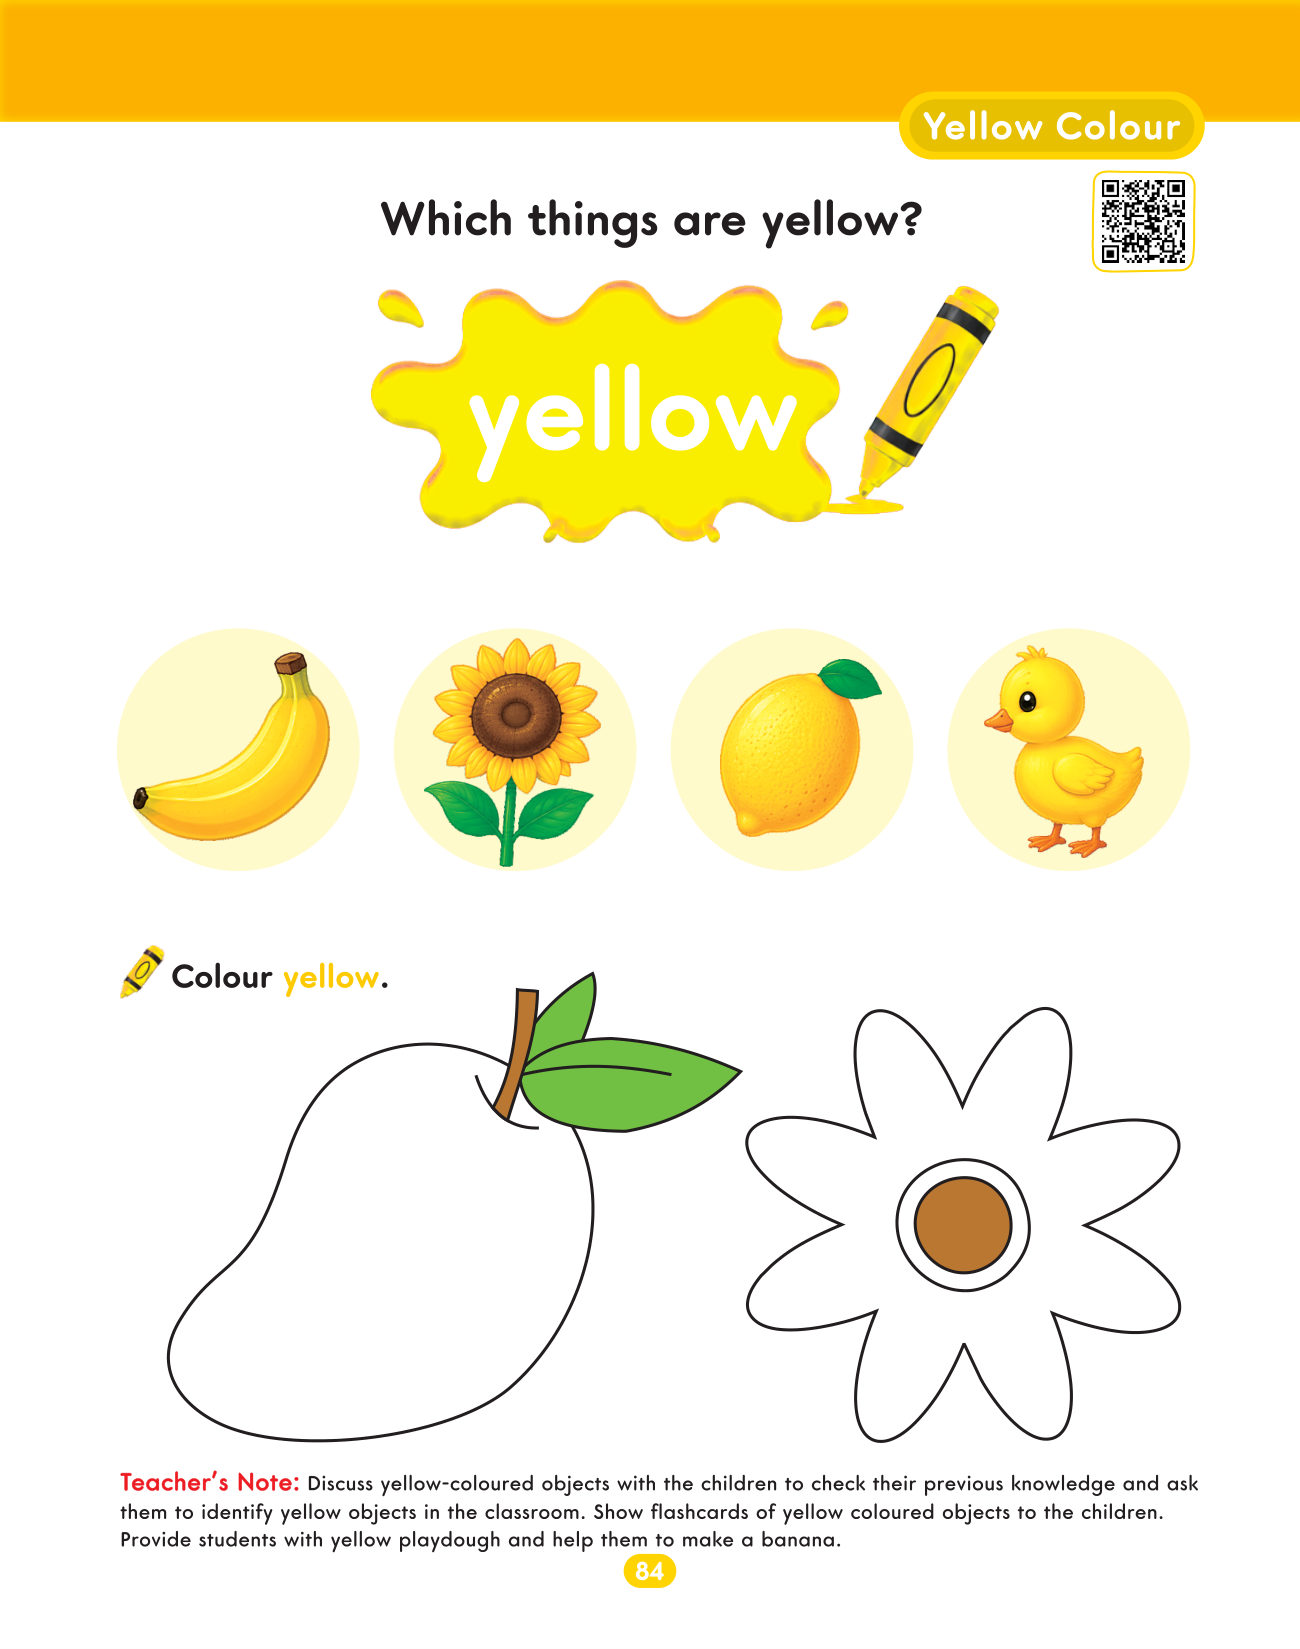 Yellow Colour
Which things are yellow?
yellow
Colour yellow.
Teacher's Note: Discuss yellow-coloured objects with the children to check their previous knowledge and ask
them to identify yellow objects in the classroom. Show flashcards of yellow coloured objects to the children.
Provide students with yellow playdough and help them to make a banana.
84